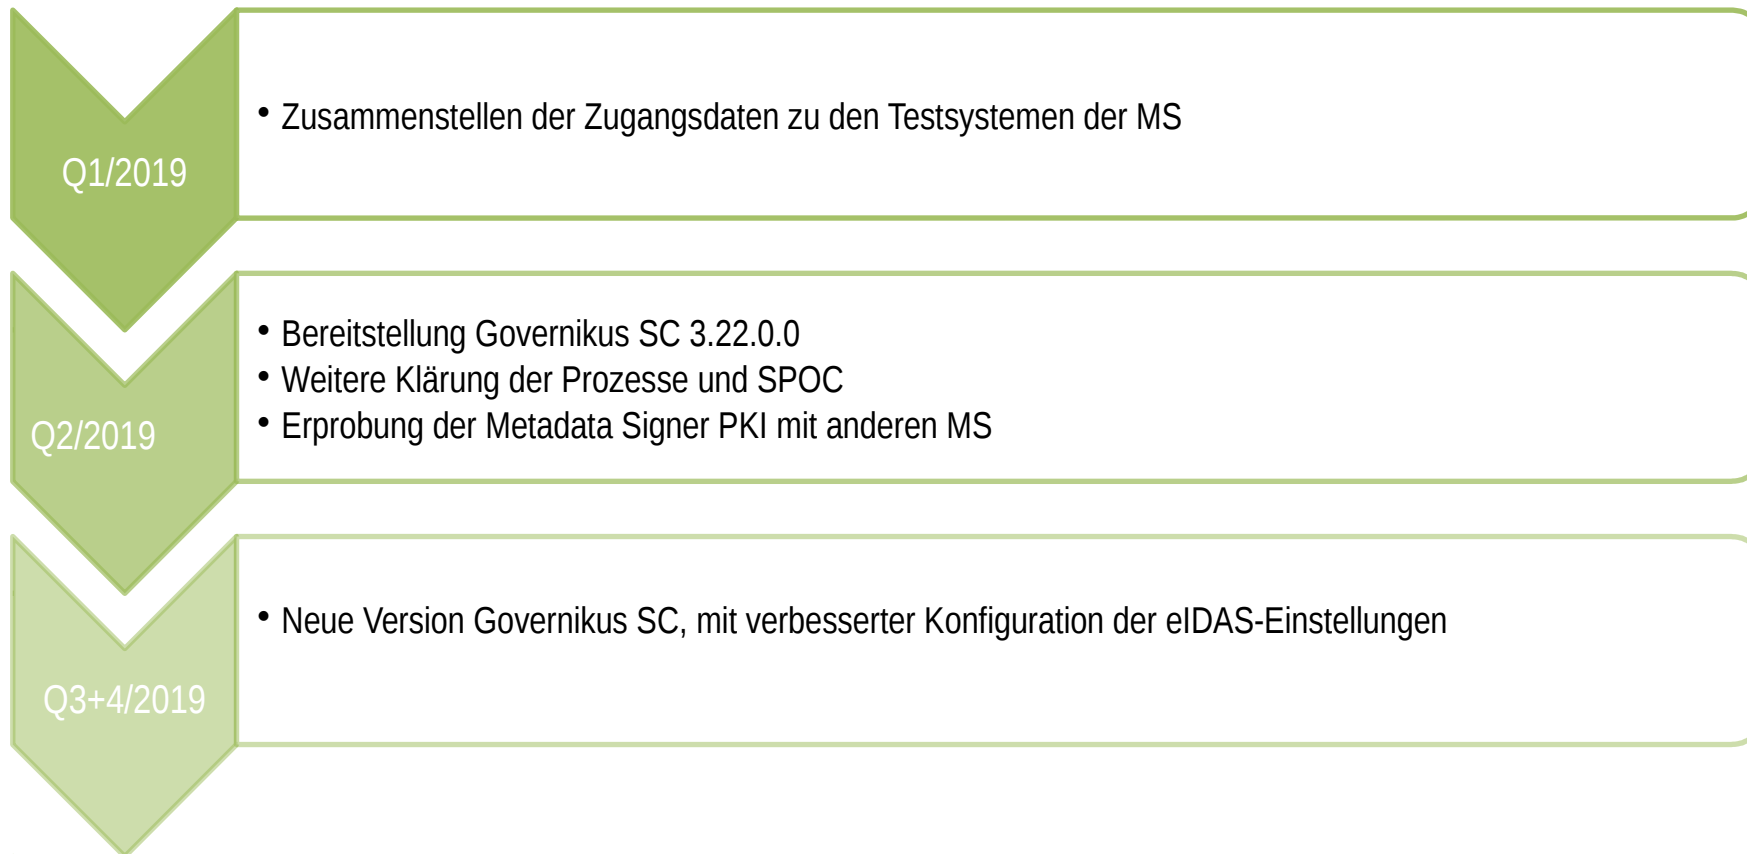 Q1/2019
• Zusammenstellen der Zugangsdaten zu den Testsystemen der MS
Q2/2019
• Bereitstellung Governikus SC 3.22.0.0
• Weitere Klärung der Prozesse und SPOC
• Erprobung der Metadata Signer PKI mit anderen MS
Q3+4/2019
• Neue Version Governikus SC, mit verbesserter Konfiguration der eIDAS-Einstellungen